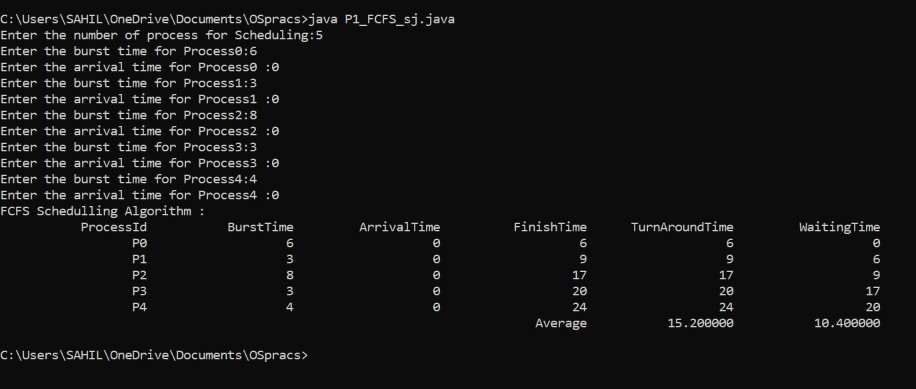 C:\Users\SAHIL\OneDrive\Documents\OSpracs>java P1_FCFS_sj.java
Enter the number of process for Scheduling:5
Enter the burst time for Process0:6
Enter the arrival time for Process0 :0
Enter the burst time for Process1:3
Enter the arrival time for Process1 :0
Enter the burst time for Process2:8
Enter the arrival time for Process2 :0
Enter the burst time for Process3:3
Enter the arrival time for Process3 :0
Enter the burst time for Process4:4
Enter the arrival time for Process4 :0
FCFS Schedulling Algorithm :
ProcessId BurstTime ArrivalTime FinishTime TurnAroundTime WaitingTime
P0 6 0 6 6 0
P1 3 0 9 9 6
P2 8 0 17 17 9
P3 3 0 20 20 17
P4 4 0 24 24 20
Average 15.200000 10.400000
C:\Users\SAHIL\OneDrive\Documents\OSpracs>